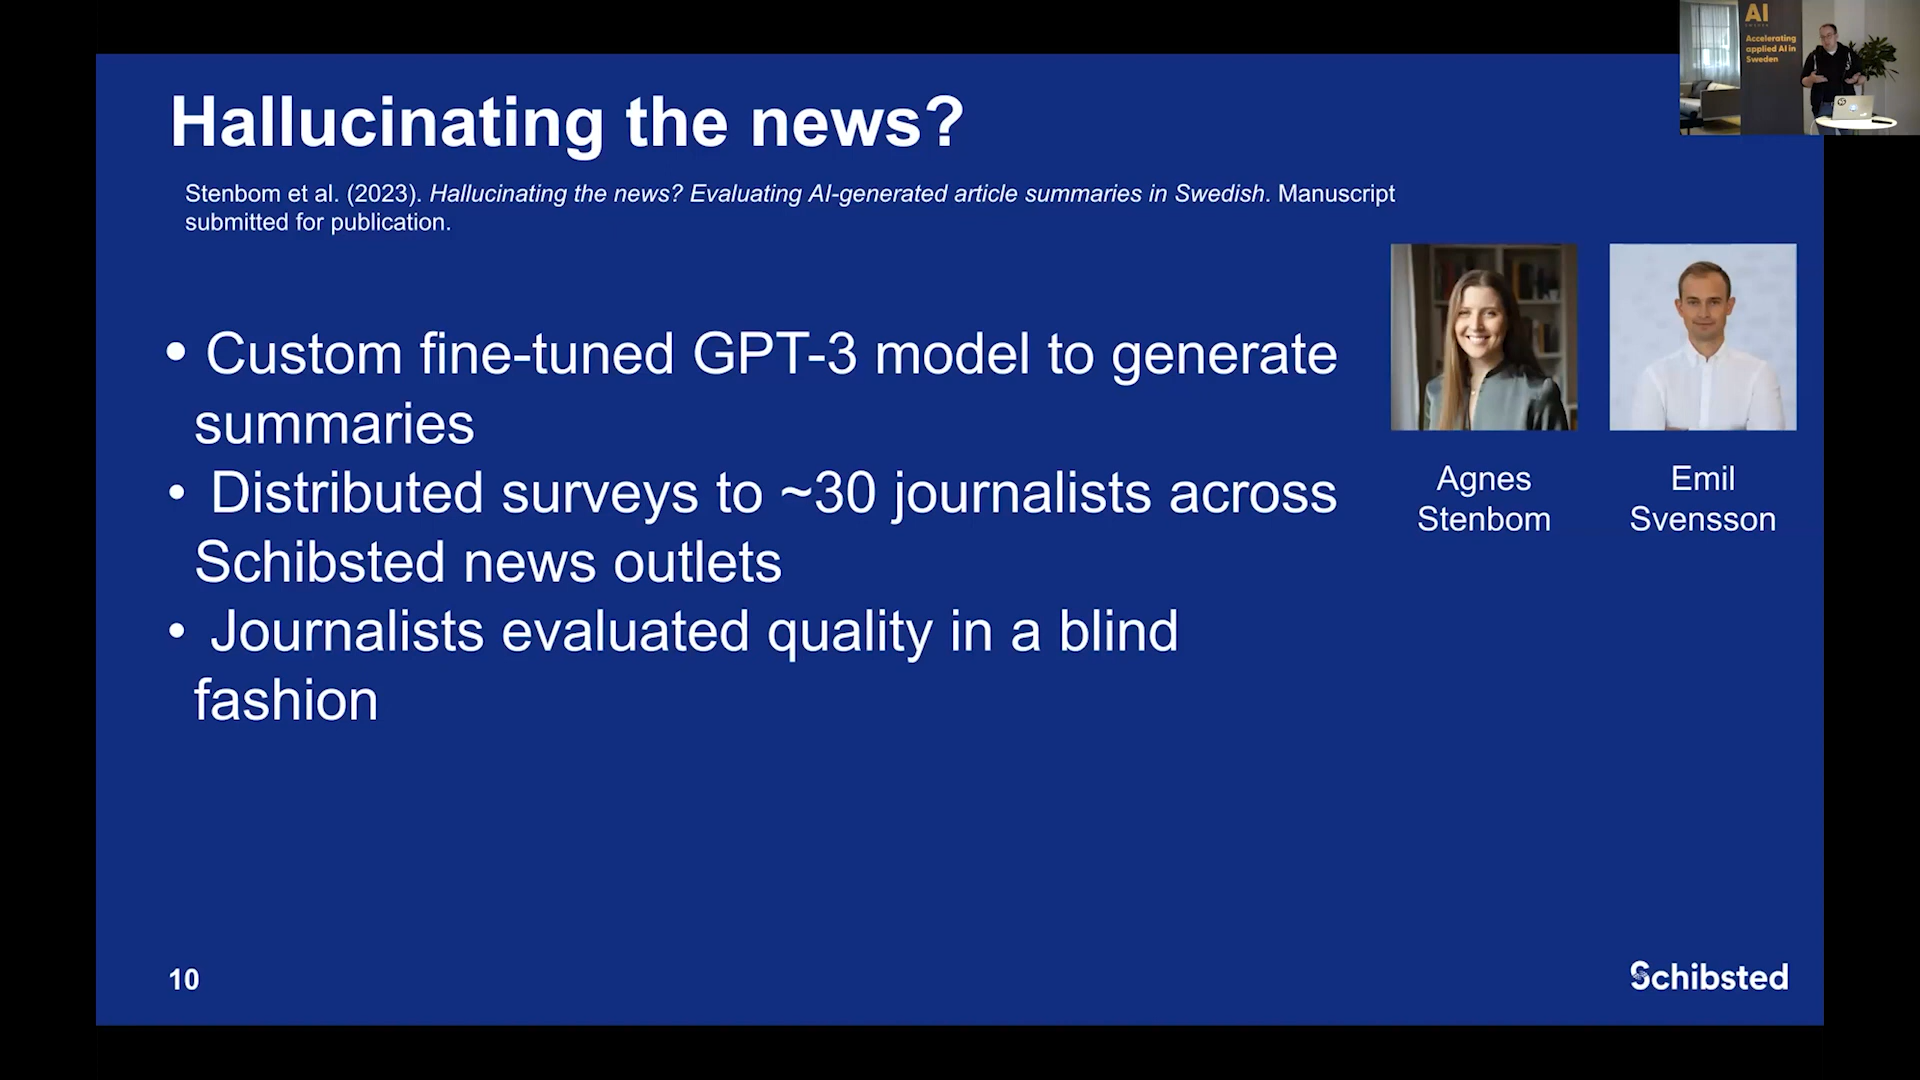 AI
Accelerating
applied AI in
Sweden
Hallucinating the news?
Stenbom et al. (2023). Hallucinating the news? Evaluating AI-generated article summaries in Swedish. Manuscript
submitted for publication.
• Custom fine-tuned GPT-3 model to generate
summaries
• Distributed surveys to ~30 journalists across
Schibsted news outlets
• Journalists evaluated quality in a blind
fashion
Agnes
Stenbom
Emil
Svensson
10
Schibsted